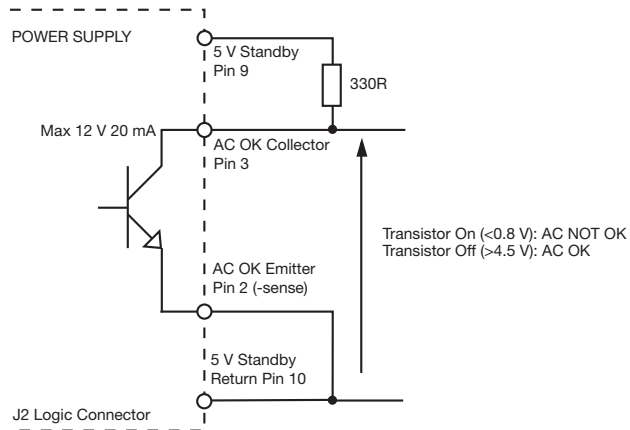 POWER SUPPLY
5 V Standby
Pin 9
330R
Max 12 V 20 mA
AC OK Collector
Pin 3
Transistor On (<0.8 V): AC NOT OK
Transistor Off (>4.5 V): AC OK
AC OK Emitter
Pin 2 (-sense)
5 V Standby
Return Pin 10
J2 Logic Connector